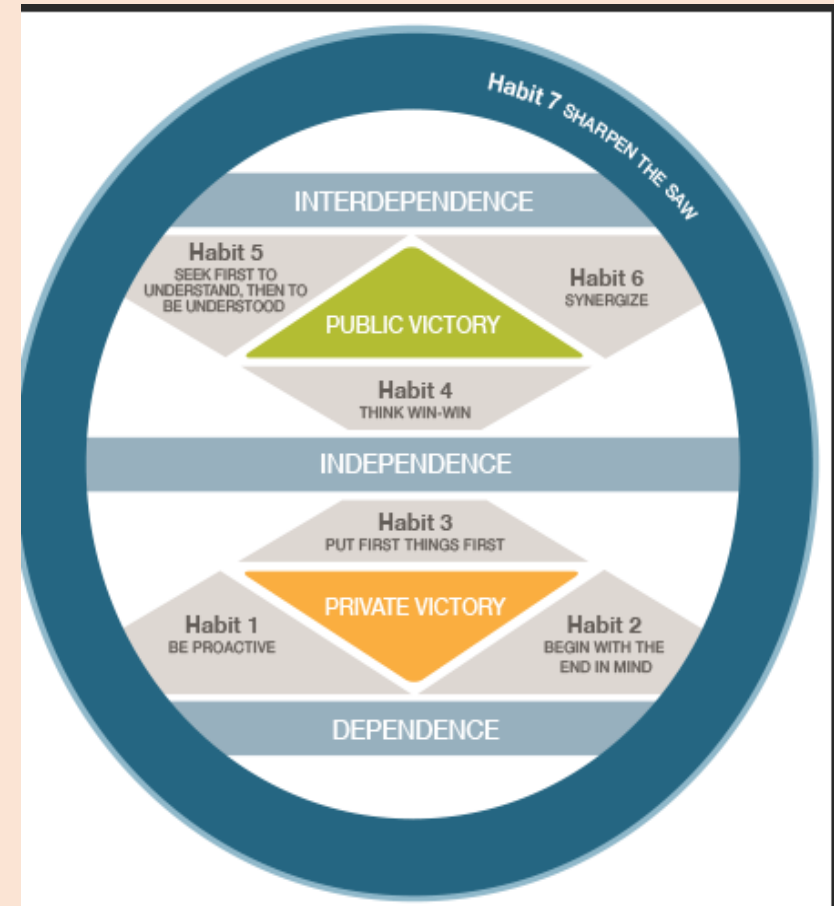 Habit 7 SHARPEN THE SAW
INTERDEPENDENCE
Habit 5
SEEK FIRST TO
UNDERSTAND, THEN TO
BE UNDERSTOOD
Habit 6
SYNERGIZE
PUBLIC VICTORY
Habit 4
THINK WIN-WIN
INDEPENDENCE
Habit 3
PUT FIRST THINGS FIRST
PRIVATE VICTORY
Habit 1
BE PROACTIVE
Habit 2
BEGIN WITH THE
END IN MIND
DEPENDENCE